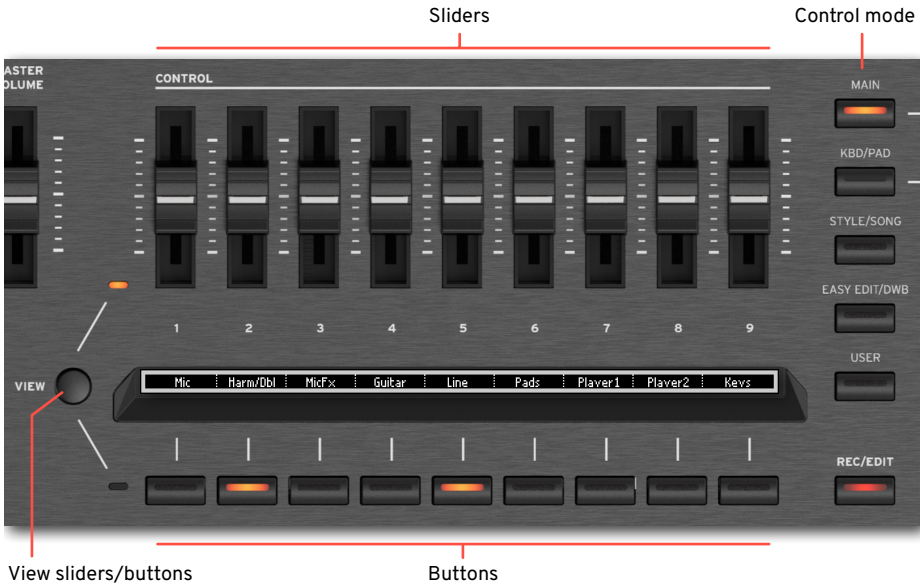 Sliders
Control mode
ASTER
OLUME
CONTROL
MAIN
KBD/PAD
STYLE/SONG
EASY EDIT/DWB
USER
1 2 3 4 5 6 7 8 9
VIEW
Mic Harm/Dbl MicFx Guitar Line Pads Player1 Player2 Keys
REC/EDIT
View sliders/buttons
Buttons